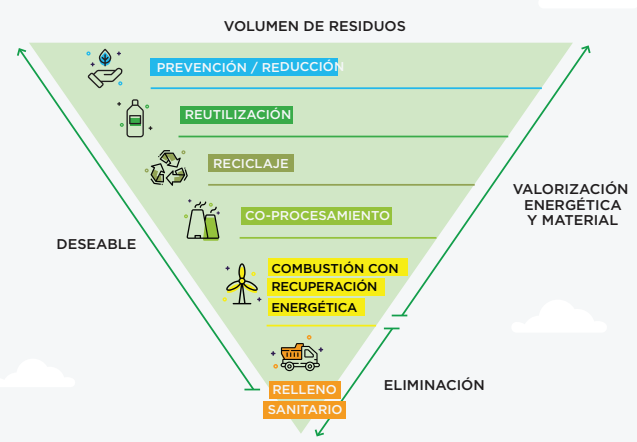 VOLUMEN DE RESIDUOS
PREVENCIÓN / REDUCCIÓN
REUTILIZACIÓN
RECICLAJE
CO-PROCESAMIENTO
COMBUSTIÓN CON
RECUPERACIÓN
ENERGÉTICA
RELLENO
SANITARIO
DESEABLE
VALORIZACIÓN
ENERGÉTICA
Y MATERIAL
ELIMINACIÓN